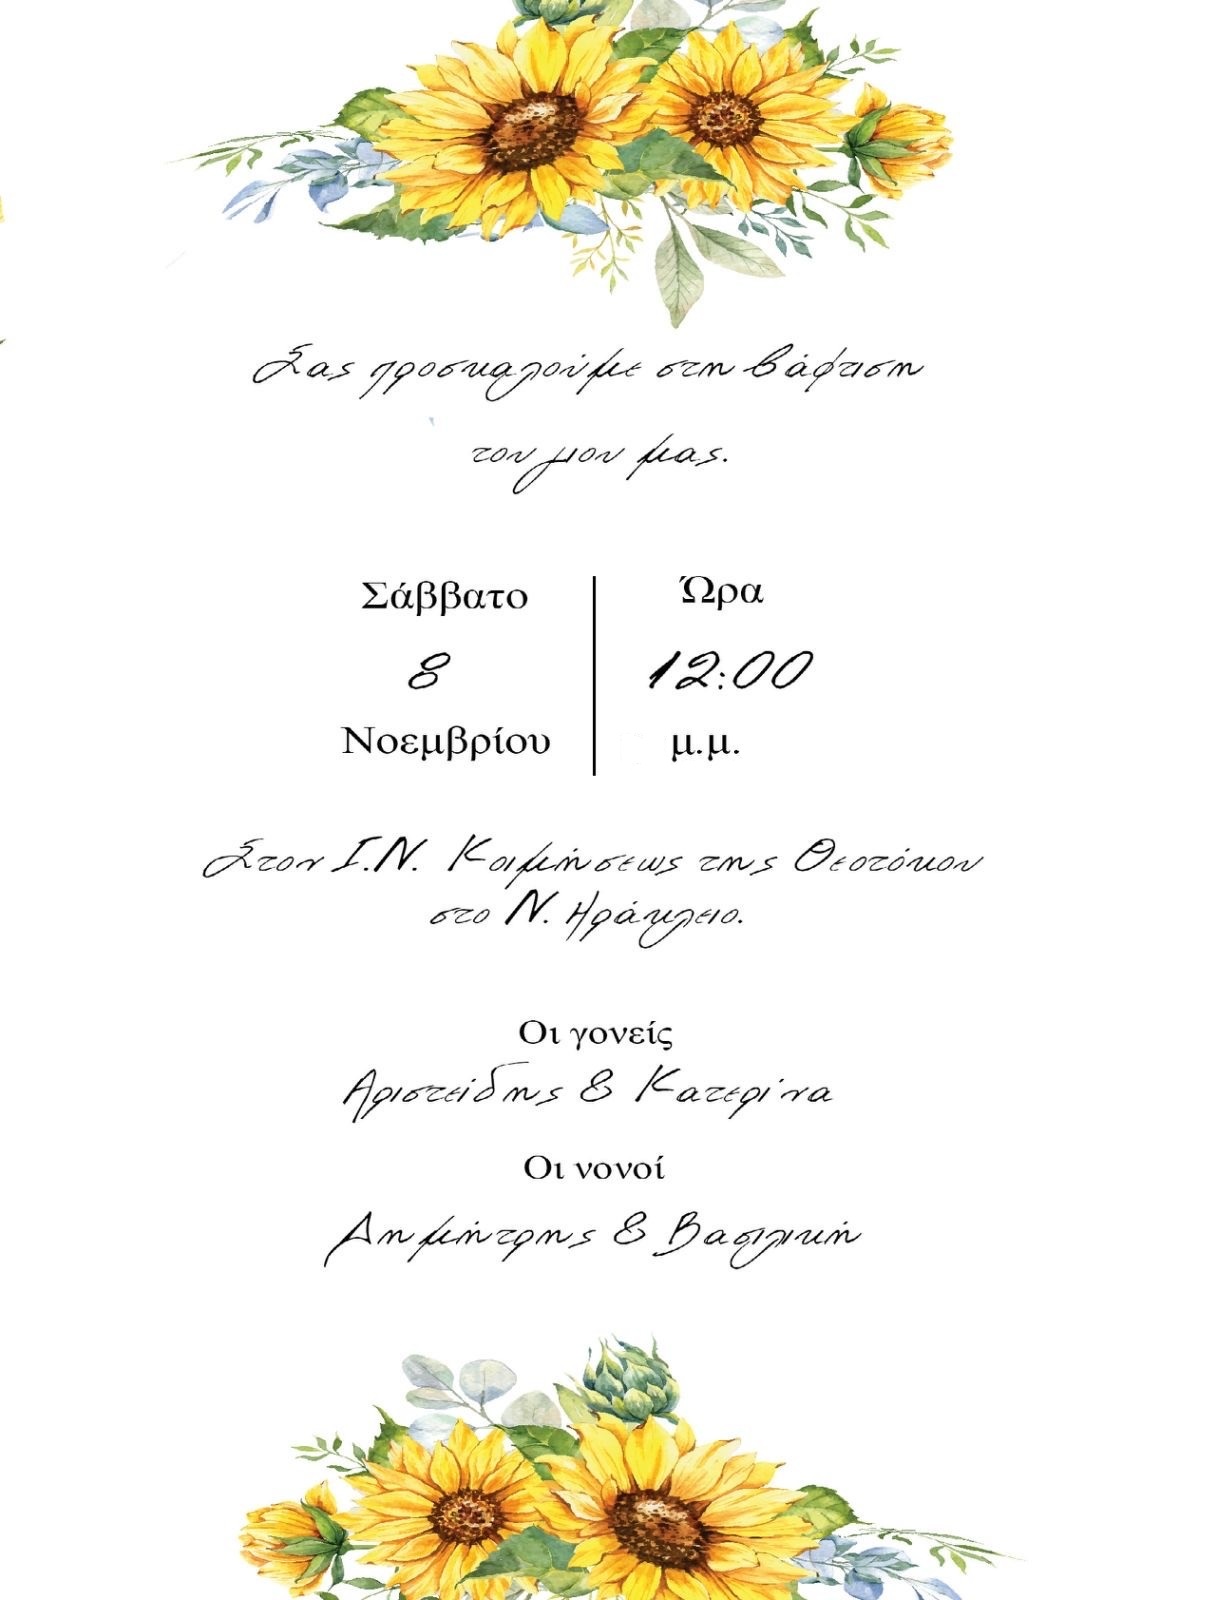 Σας προσκαλούμε στη βάφτιση
του γιου μας.
Σάββατο
8
Νοεμβρίου
Ώρα
12:00
μ.μ.
Στον Ι.Ν. Κοιμήσεως της Θεοτόκου
στο Ν. Ηράκλειο.
Οι γονείς
Αριστείδης & Κατερίνα
Οι νονοί
Δημήτρης & Βασιλική